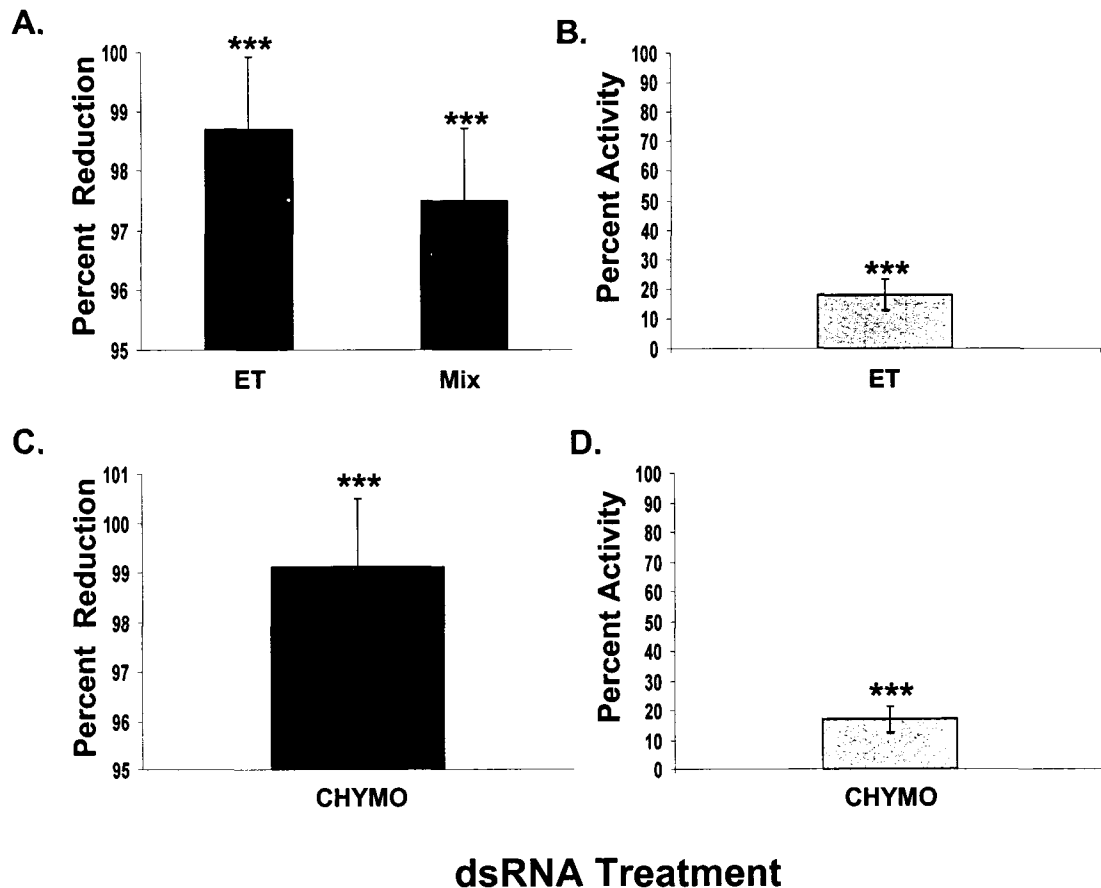 A.
Percent Reduction
100
99
98
97
96
95
***
***
ET
Mix
B.
Percent Activity
100
90
80
70
60
50
40
30
20
10
0
***
ET
C.
Percent Reduction
101
100
99
98
97
96
95
***
CHYMO
D.
Percent Activity
100
90
80
70
60
50
40
30
20
10
0
***
CHYMO
dsRNA Treatment